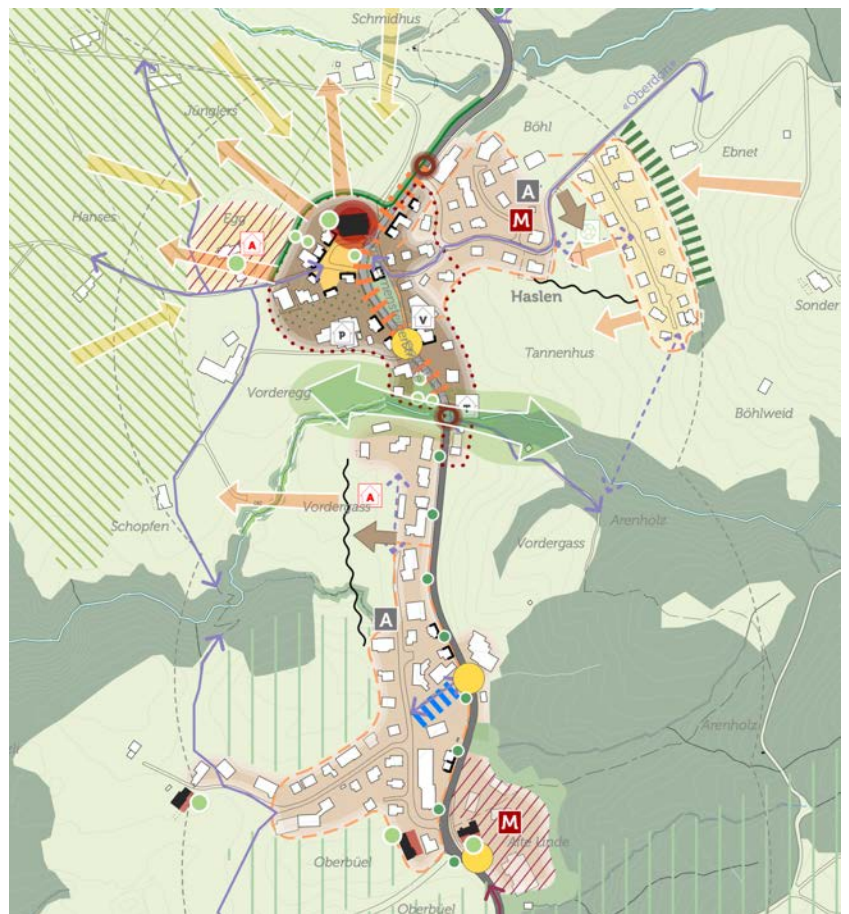 Schmidhus
Jünglers
«Oberdorf»
Böhl
Ebnet
A
M
Hanses
Egg
A
Haslen
Sonder
V
P
Tannenhus
Vorderegg
T
Böhlweid
A
Vordergass
Schopfen
Vordergass
Arenholz
A
Arenholz
M
Alte Linde
Oberbüel
Oberbüel